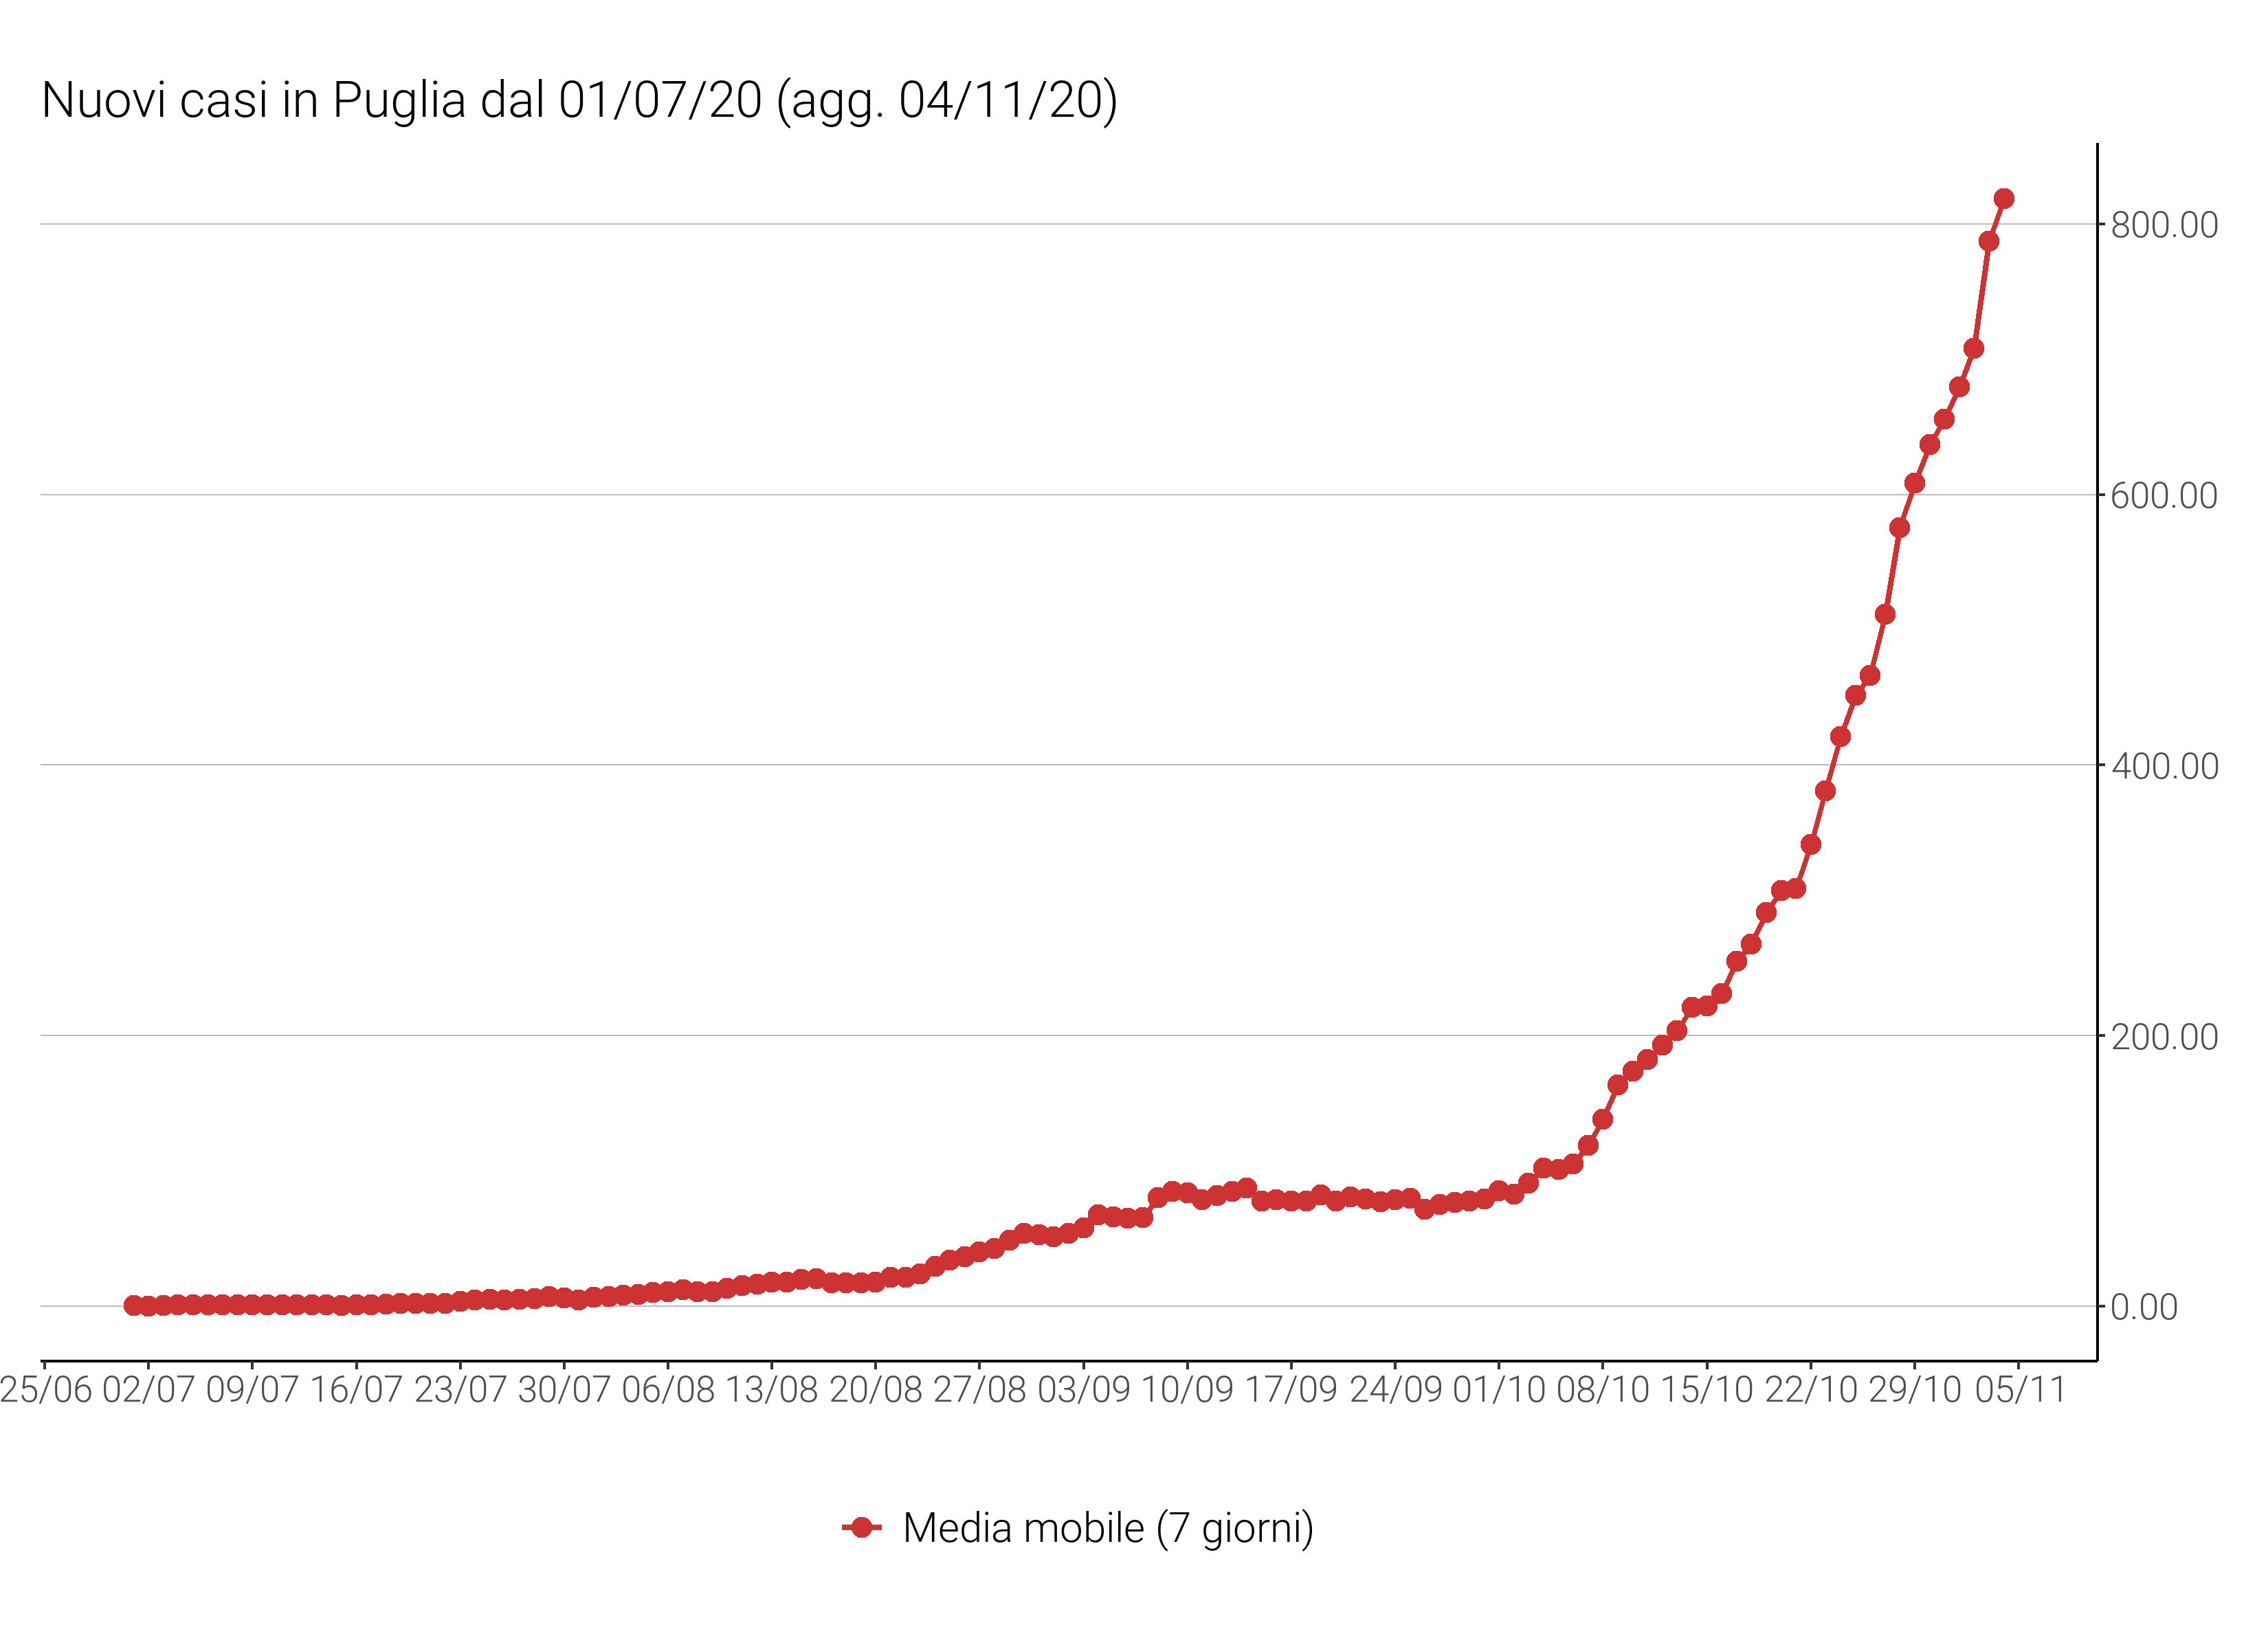 Nuovi casi in Puglia dal 01/07/20 (agg. 04/11/20)
800.00
600.00
400.00
200.00
0.00
25/06 02/07 09/07 16/07 23/07 30/07 06/08 13/08 20/08 27/08 03/09 10/09 17/09 24/09 01/10 08/10 15/10 22/10 29/10 05/11
Media mobile (7 giorni)